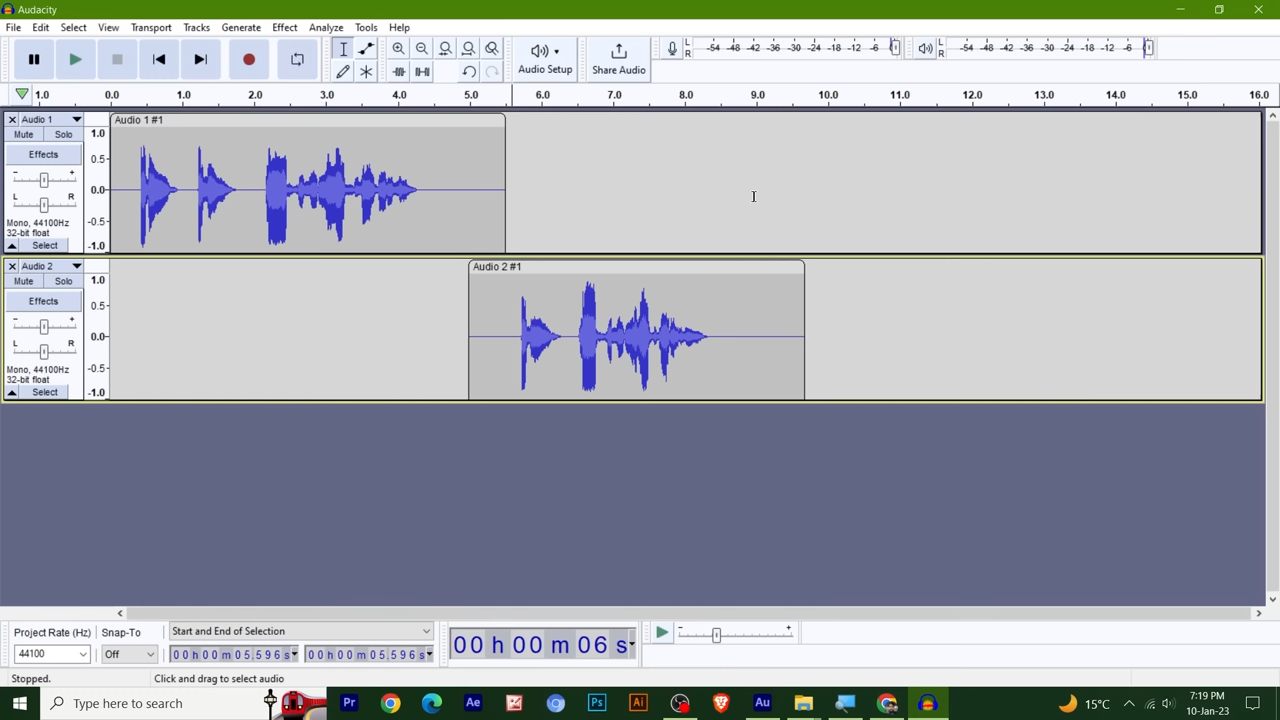 Audacity
File Edit Select View Transport Tracks Generate Effect Analyze Tools Help
L R -54 -48 -42 -36 -30 -24 -18 -12 -6
L R -54 -48 -42 -36 -30 -24 -18 -12 -6
Audio Setup
Share Audio
1.0 0.0 1.0 2.0 3.0 4.0 5.0 6.0 7.0 8.0 9.0 10.0 11.0 12.0 13.0 14.0 15.0 16.0
Audio 1
Mute Solo
Effects
- +
L R
Mono, 44100Hz
32-bit float
Select
1.0
0.5
0.0
-0.5
-1.0
Audio 1 #1
Audio 2
Mute Solo
Effects
- +
L R
Mono, 44100Hz
32-bit float
Select
1.0
0.5
0.0
-0.5
-1.0
Audio 2 #1
Project Rate (Hz) Snap-To Start and End of Selection
44100 Off 00 h 00 m 05.596 s 00 h 00 m 05.596 s
00 h 00 m 06 s
Stopped. Click and drag to select audio
Type here to search
Pr Ae Ps Ai Au
15°C
7:19 PM
10-Jan-23